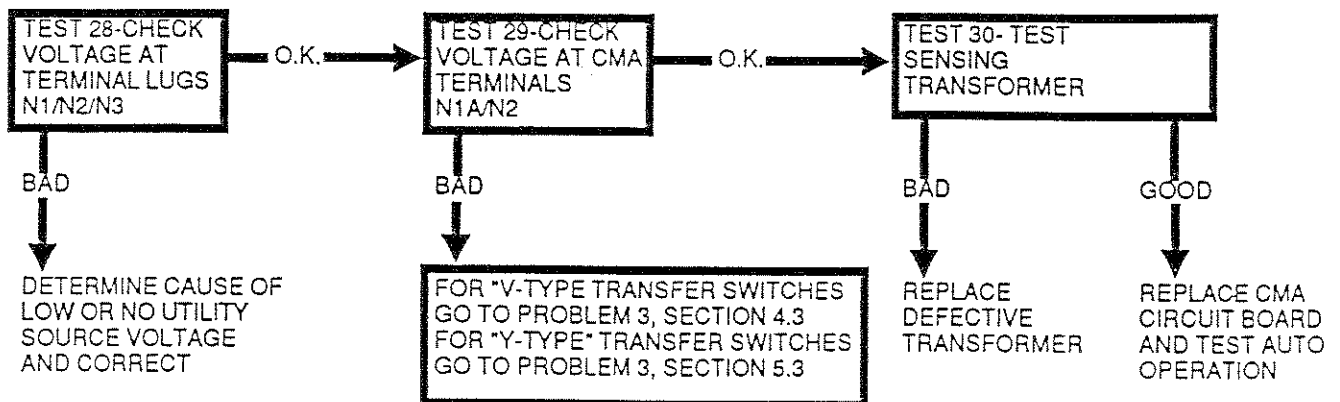 TEST 28-CHECK
VOLTAGE AT
TERMINAL LUGS
N1/N2/N3
O.K.
TEST 29-CHECK
VOLTAGE AT CMA
TERMINALS
N1A/N2
O.K.
TEST 30- TEST
SENSING
TRANSFORMER
BAD
BAD
BAD
GOOD
DETERMINE CAUSE OF
LOW OR NO UTILITY
SOURCE VOLTAGE
AND CORRECT
FOR "V-TYPE TRANSFER SWITCHES
GO TO PROBLEM 3, SECTION 4.3
FOR "Y-TYPE" TRANSFER SWITCHES
GO TO PROBLEM 3, SECTION 5.3
REPLACE
DEFECTIVE
TRANSFORMER
REPLACE CMA
CIRCUIT BOARD
AND TEST AUTO
OPERATION